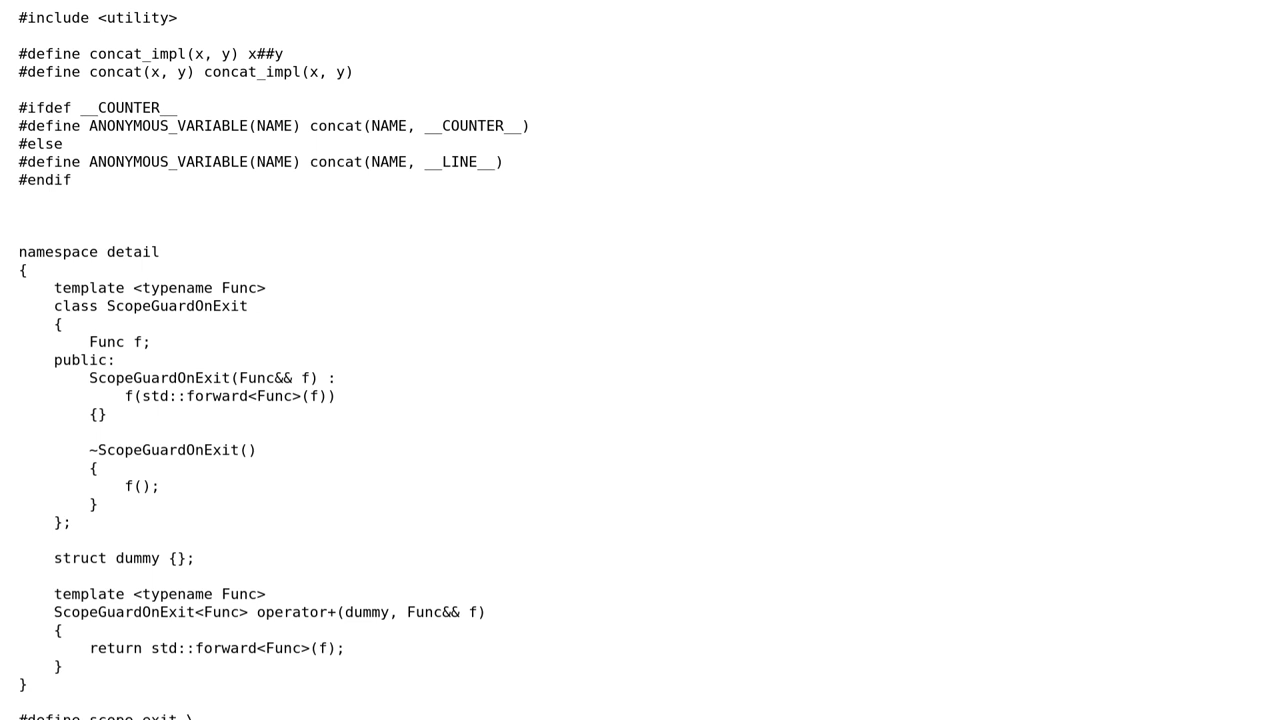 #include <utility>

#define concat_impl(x, y) x##y
#define concat(x, y) concat_impl(x, y)

#ifdef __COUNTER__
#define ANONYMOUS_VARIABLE(NAME) concat(NAME, __COUNTER__)
#else
#define ANONYMOUS_VARIABLE(NAME) concat(NAME, __LINE__)
#endif

namespace detail
{
    template <typename Func>
    class ScopeGuardOnExit
    {
        Func f;
    public:
        ScopeGuardOnExit(Func&& f) :
            f(std::forward<Func>(f))
        {}

        ~ScopeGuardOnExit()
        {
            f();
        }
    };

    struct dummy {};

    template <typename Func>
    ScopeGuardOnExit<Func> operator+(dummy, Func&& f)
    {
        return std::forward<Func>(f);
    }
}

#define scope_exit \